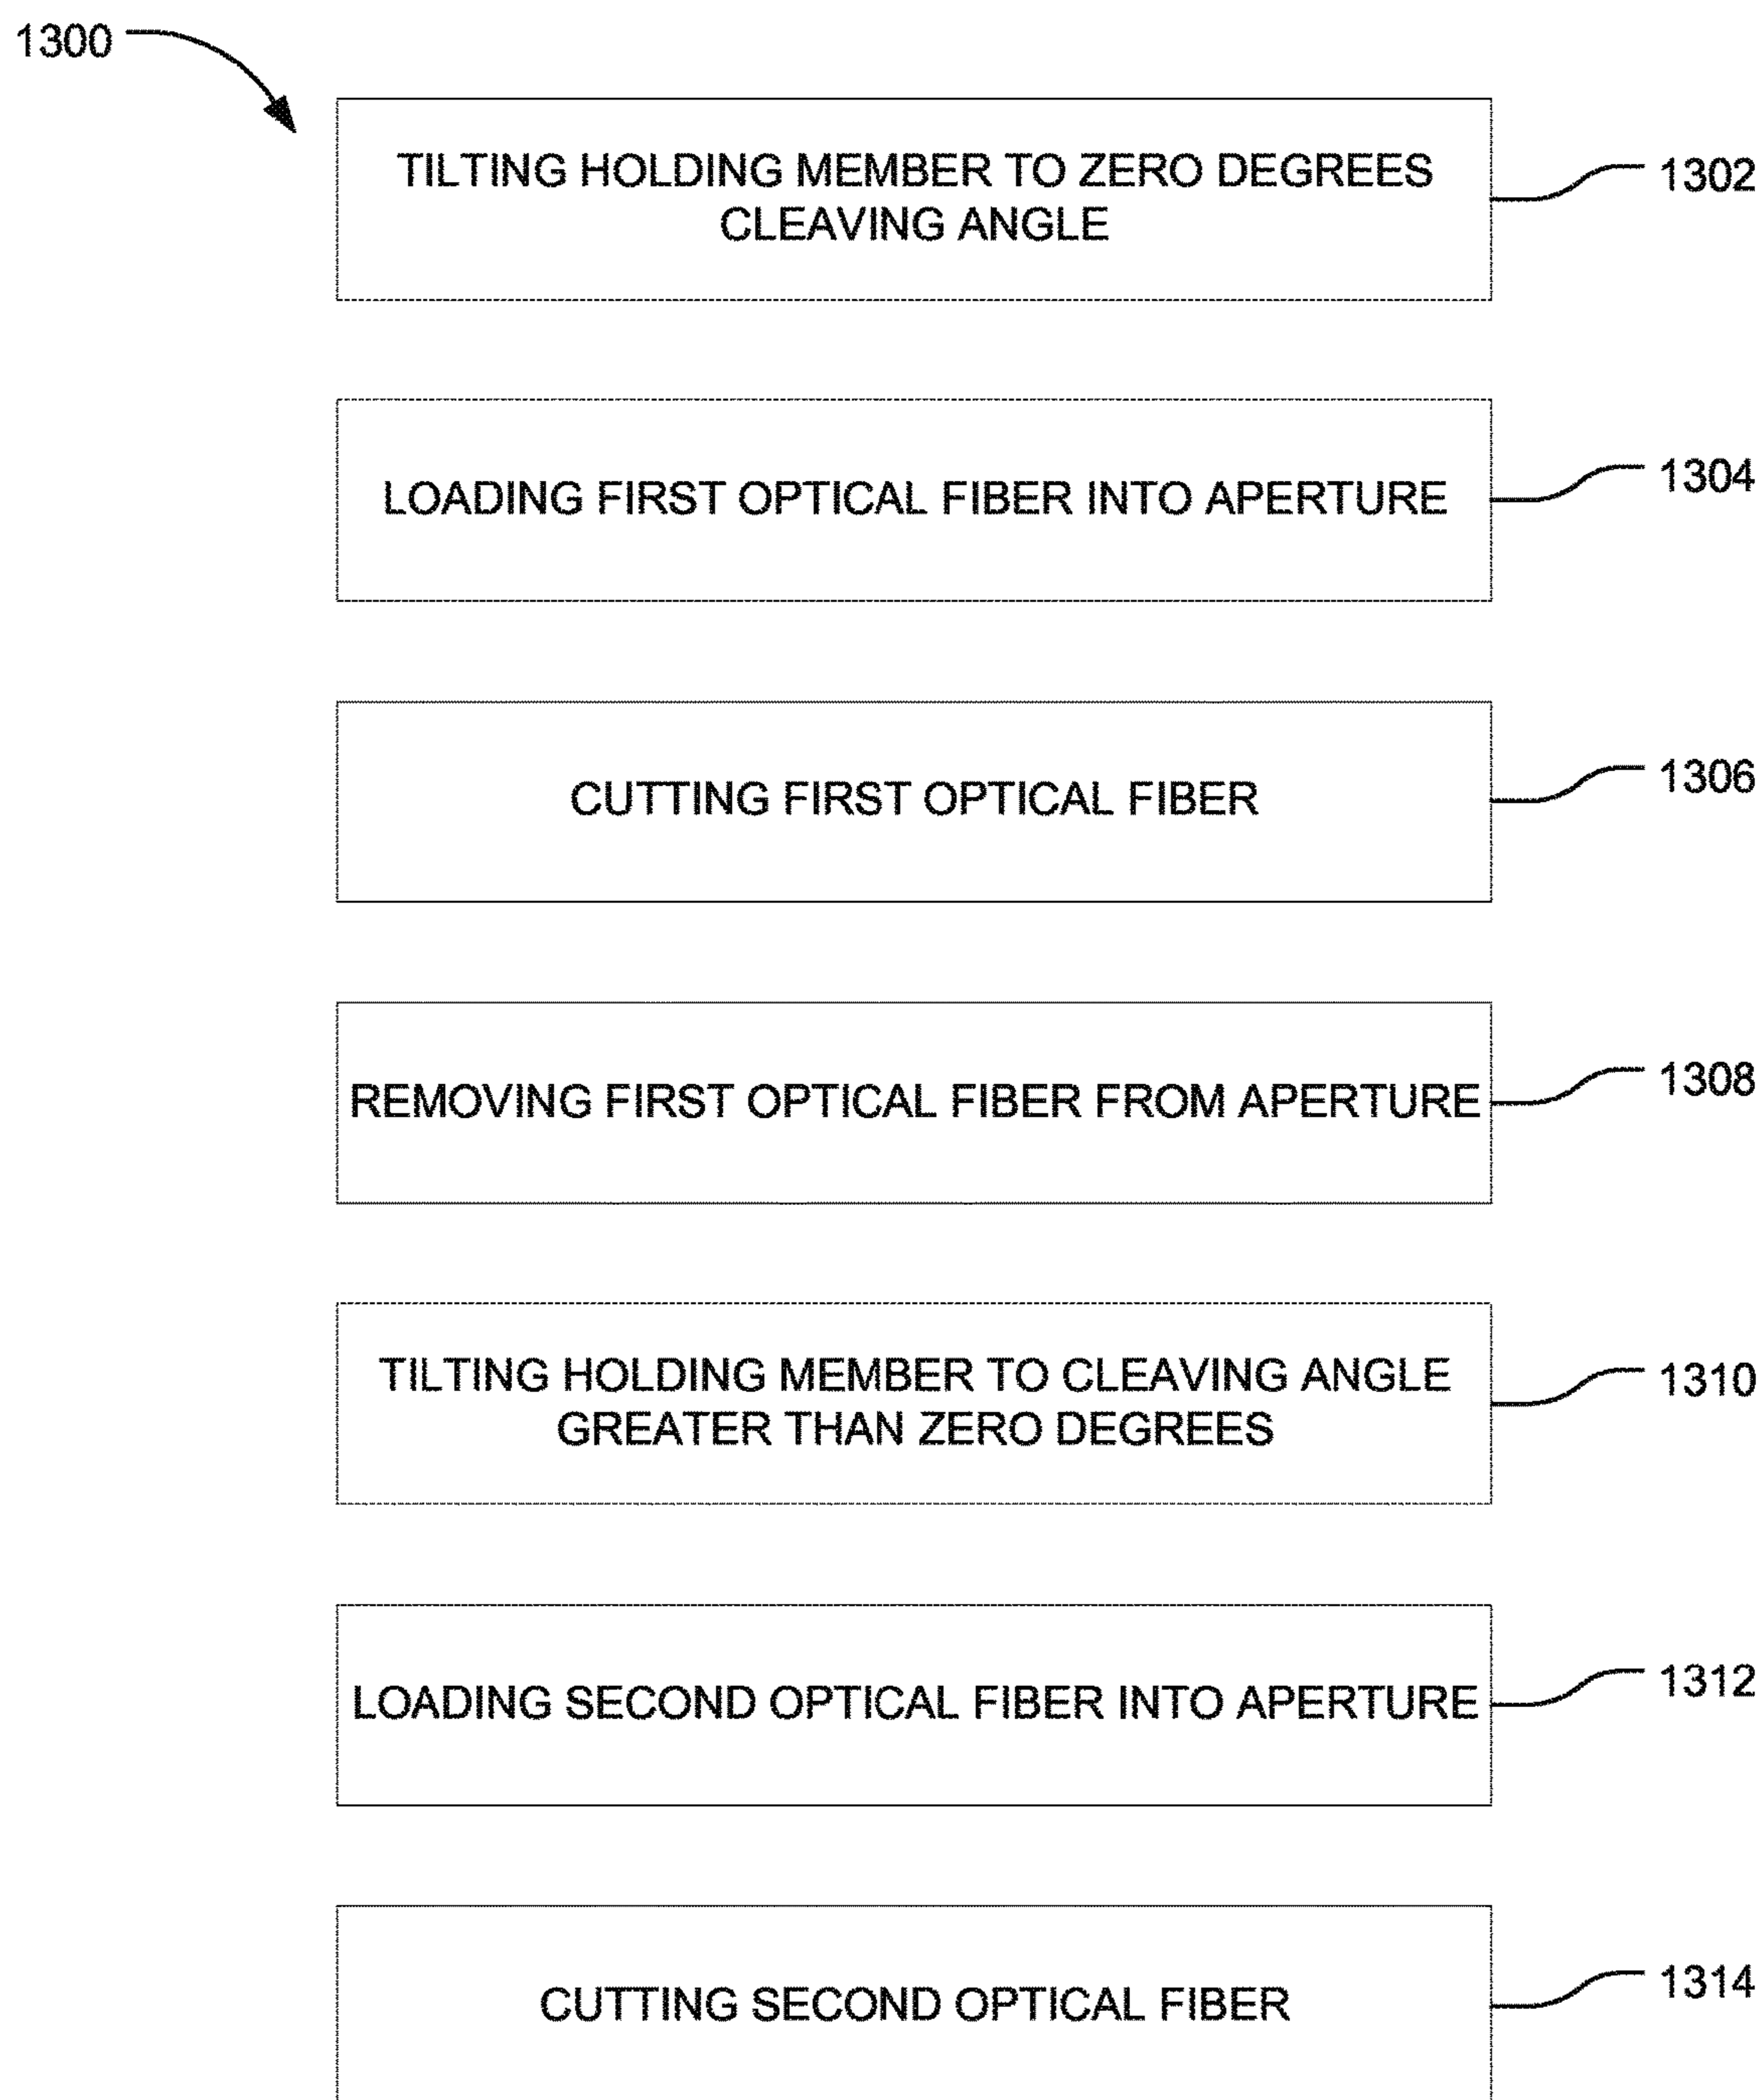 1300
TILTING HOLDING MEMBER TO ZERO DEGREES
CLEAVING ANGLE
1302
LOADING FIRST OPTICAL FIBER INTO APERTURE
1304
CUTTING FIRST OPTICAL FIBER
1306
REMOVING FIRST OPTICAL FIBER FROM APERTURE
1308
TILTING HOLDING MEMBER TO CLEAVING ANGLE
GREATER THAN ZERO DEGREES
1310
LOADING SECOND OPTICAL FIBER INTO APERTURE
1312
CUTTING SECOND OPTICAL FIBER
1314